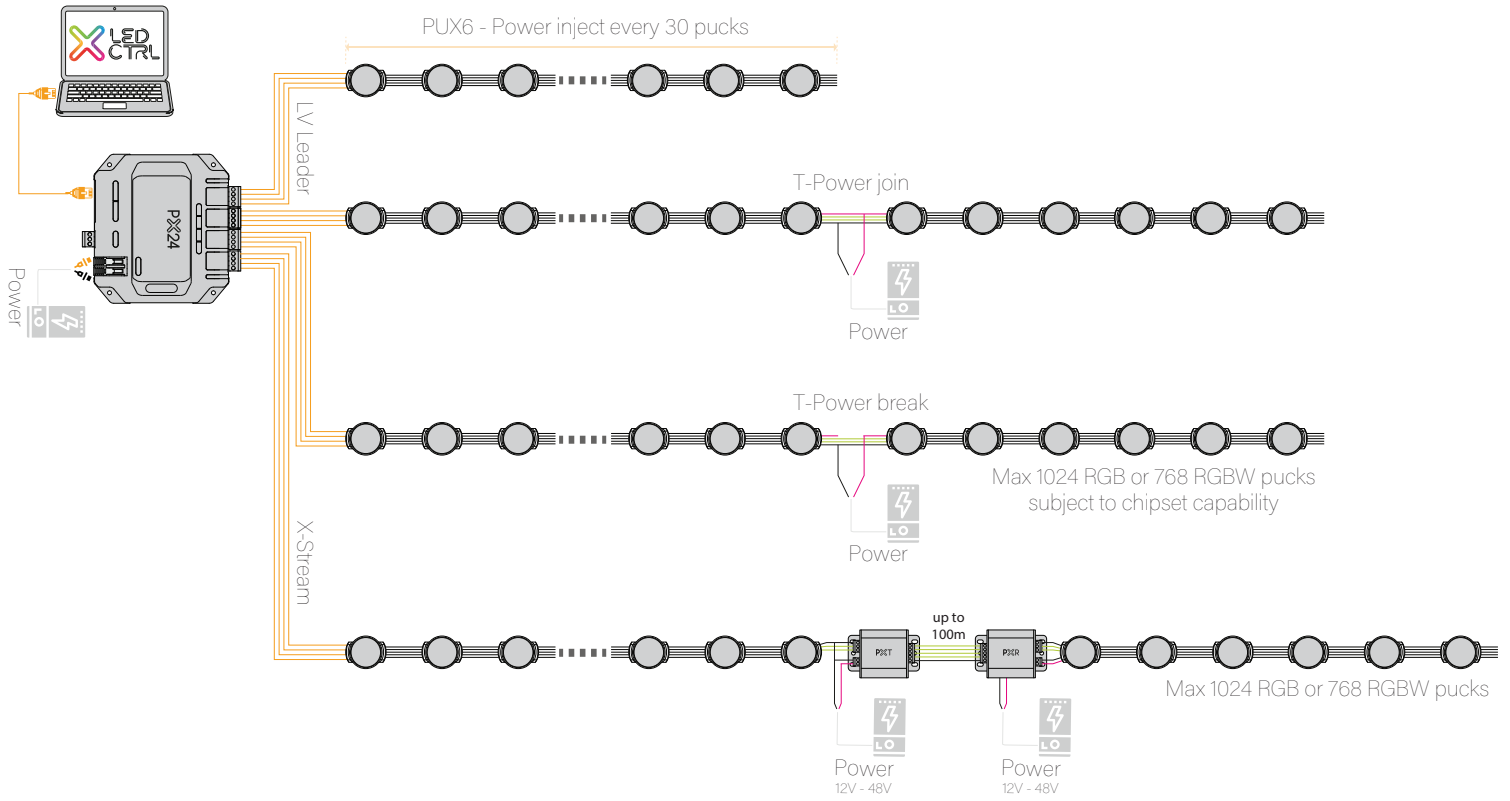 LED
CTRL
PUX6 - Power inject every 30 pucks
LV Leader
PX24
Power
LO
T-Power join
LO
Power
T-Power break
Max 1024 RGB or 768 RGBW pucks
subject to chipset capability
LO
Power
X-Stream
up to
100m
PXT
PXR
Max 1024 RGB or 768 RGBW pucks
LO
Power
12V - 48V
LO
Power
12V - 48V